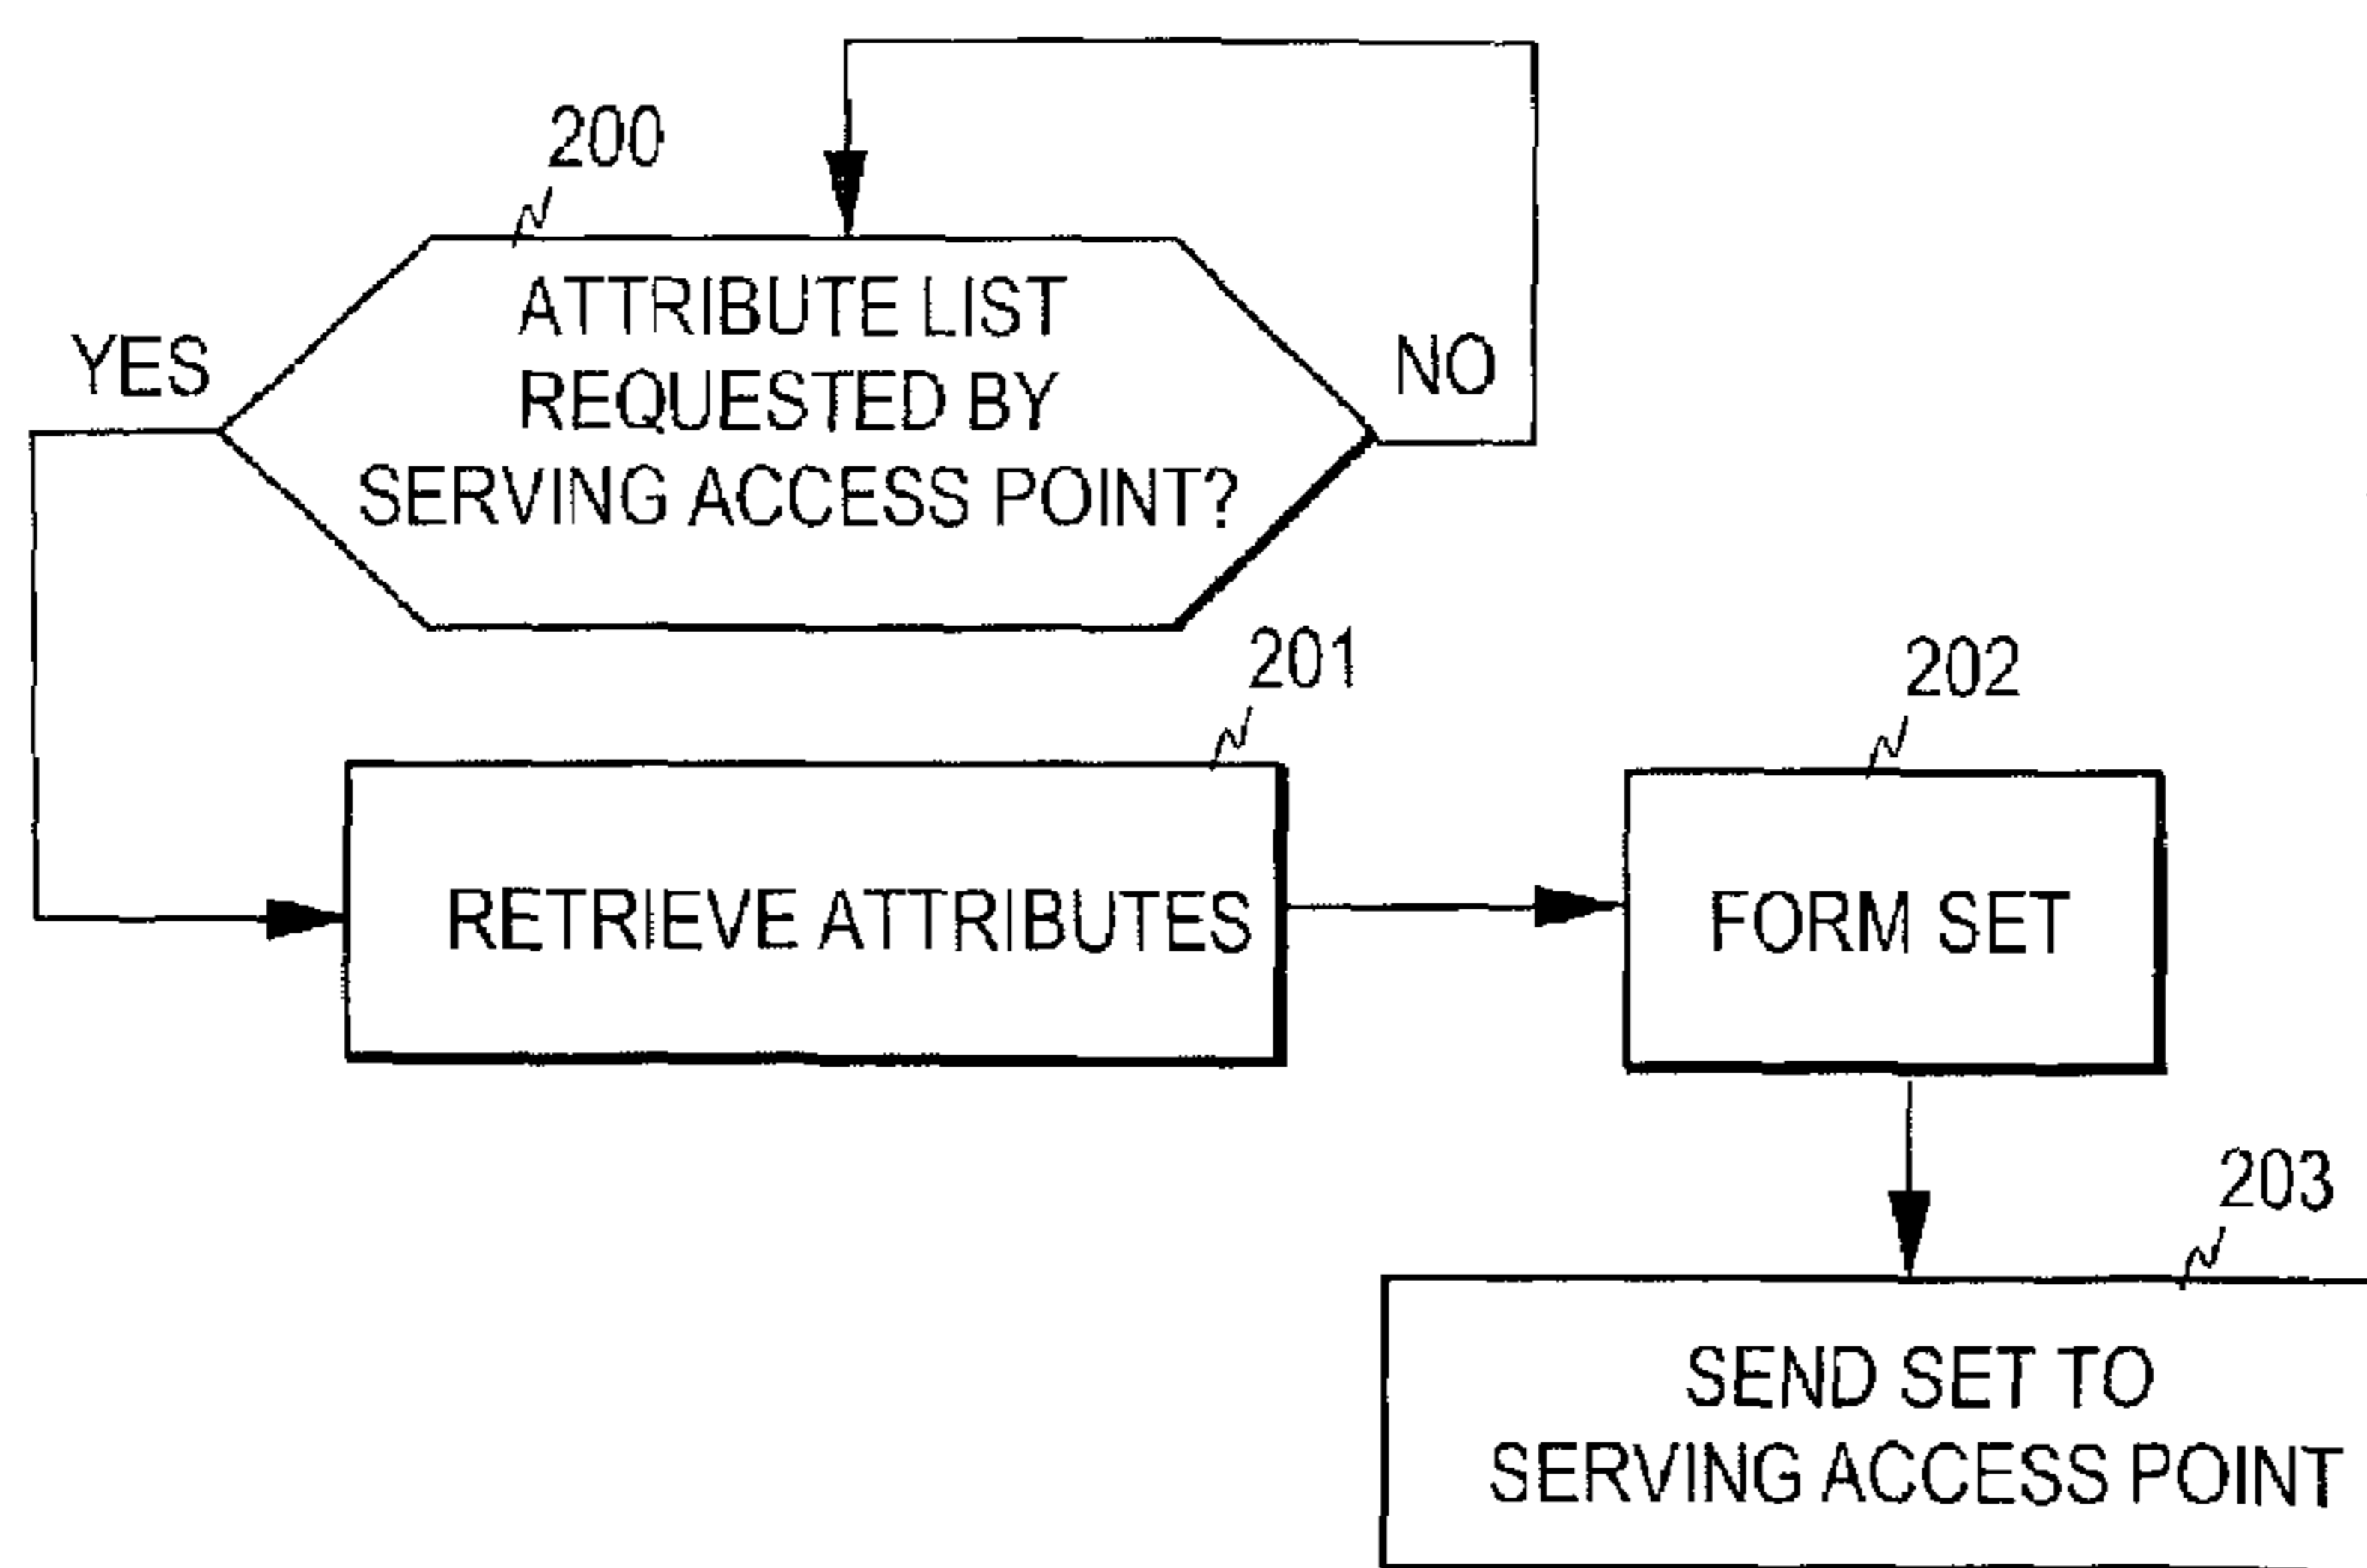 200
ATTRIBUTE LIST
REQUESTED BY
SERVING ACCESS POINT?
YES
NO
201
RETRIEVE ATTRIBUTES
202
FORM SET
203
SEND SET TO
SERVING ACCESS POINT